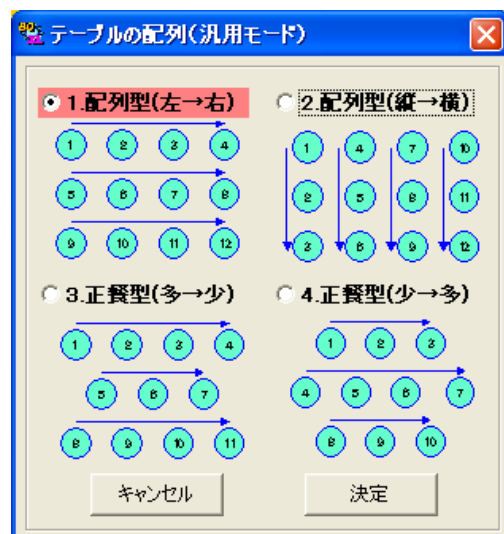 テーブルの配列(汎用モード)
1.配列型(左→右)
1 2 3 4
5 6 7 8
9 10 11 12
2.配列型(縦→横)
1 4 7 10
2 5 8 11
3 6 9 12
3.正餐型(多→少)
1 2 3 4
5 6 7
8 9 10 11
4.正餐型(少→多)
1 2 3
4 5 6 7
8 9 10
キャンセル
決定